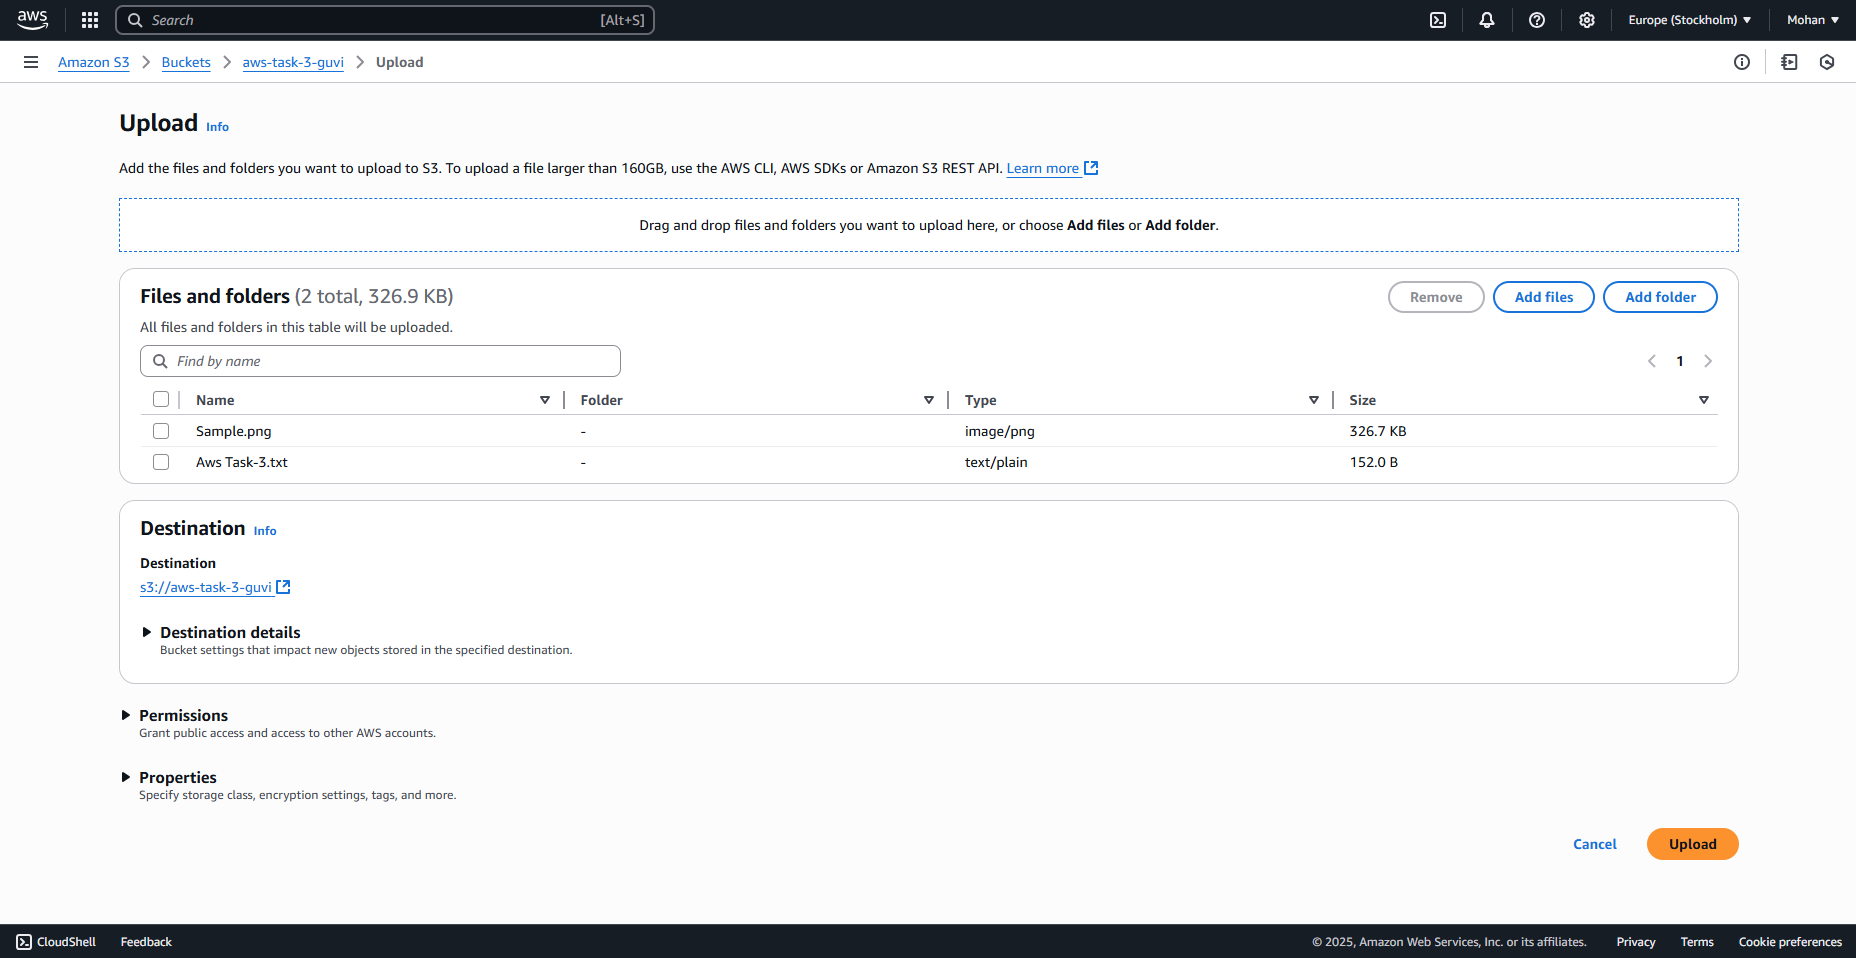 aws
Search [Alt+S] Europe (Stockholm) Mohan
Amazon S3 Buckets aws-task-3-guvi Upload
Upload Info
Add the files and folders you want to upload to S3. To upload a file larger than 160GB, use the AWS CLI, AWS SDKs or Amazon S3 REST API. Learn more
Drag and drop files and folders you want to upload here, or choose Add files or Add folder.
Files and folders (2 total, 326.9 KB) Remove Add files Add folder
All files and folders in this table will be uploaded.
Find by name 1
Name Folder Type Size
Sample.png - image/png 326.7 KB
Aws Task-3.txt - text/plain 152.0 B
Destination Info
Destination
s3://aws-task-3-guvi
Destination details
Bucket settings that impact new objects stored in the specified destination.
Permissions
Grant public access and access to other AWS accounts.
Properties
Specify storage class, encryption settings, tags, and more.
Cancel Upload
CloudShell Feedback © 2025, Amazon Web Services, Inc. or its affiliates. Privacy Terms Cookie preferences